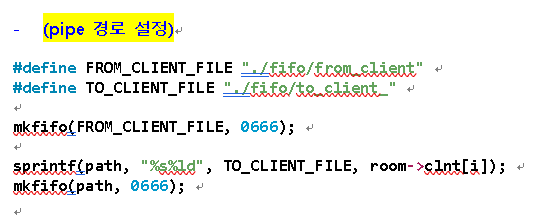 - (pipe 경로 설정)
#define FROM_CLIENT_FILE "./fifo/from_client"
#define TO_CLIENT_FILE "./fifo/to_client_"
mkfifo(FROM_CLIENT_FILE, 0666);
sprintf(path, "%s%ld", TO_CLIENT_FILE, room->clnt[i]);
mkfifo(path, 0666);